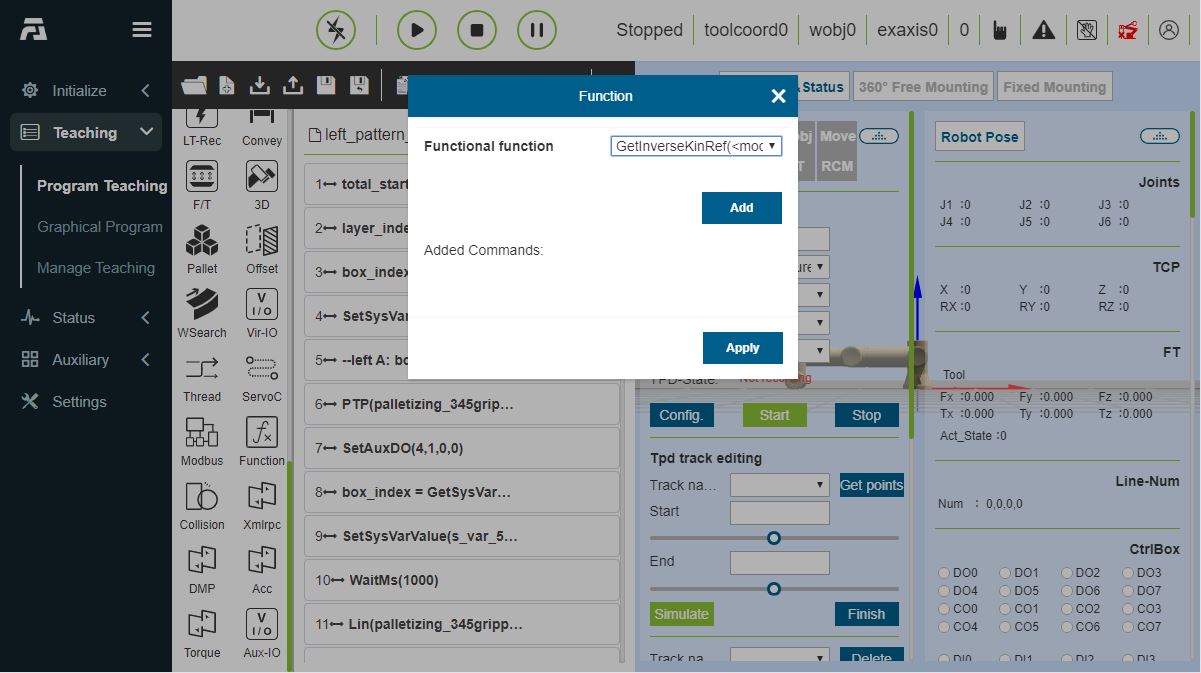 Stopped
toolcoord0
wobj0
exaxis0
0
Initialize
Teaching
Program Teaching
Graphical Program
Manage Teaching
Status
Auxiliary
Settings
LT-Rec
Convey
F/T
3D
Pallet
Offset
WSearch
Vir-IO
Thread
ServoC
Modbus
Function
Collision
Xmlrpc
DMP
Acc
Torque
Aux-IO
left_pattern_
1 total_start
2 layer_inde
3 box_index
4 SetSysVar
5 --left A: bo
6 PTP(palletizing_345grip...
7 SetAuxDO(4,1,0,0)
8 box_index = GetSysVar...
9 SetSysVarValue(s_var_5...
10 WaitMs(1000)
11 Lin(palletizing_345gripp...
Function
Functional function
GetInverseKinRef(<mod
Add
Added Commands:
Apply
Status
360° Free Mounting
Fixed Mounting
bj
Move
T
RCM
TPD-State:
Not recording
Config.
Start
Stop
Tpd track editing
Track na...
Get points
Start
End
Simulate
Finish
Track na...
Delete
Robot Pose
Joints
J1 :0 J2 :0 J3 :0
J4 :0 J5 :0 J6 :0
TCP
X :0 Y :0 Z :0
RX :0 RY :0 RZ :0
FT
Tool
Fx :0.000 Fy :0.000 Fz :0.000
Tx :0.000 Ty :0.000 Tz :0.000
Act_State :0
Line-Num
Num : 0,0,0,0
CtrlBox
DO0 DO1 DO2 DO3
DO4 DO5 DO6 DO7
CO0 CO1 CO2 CO3
CO4 CO5 CO6 CO7
DI0 DI1 DI2 DI3